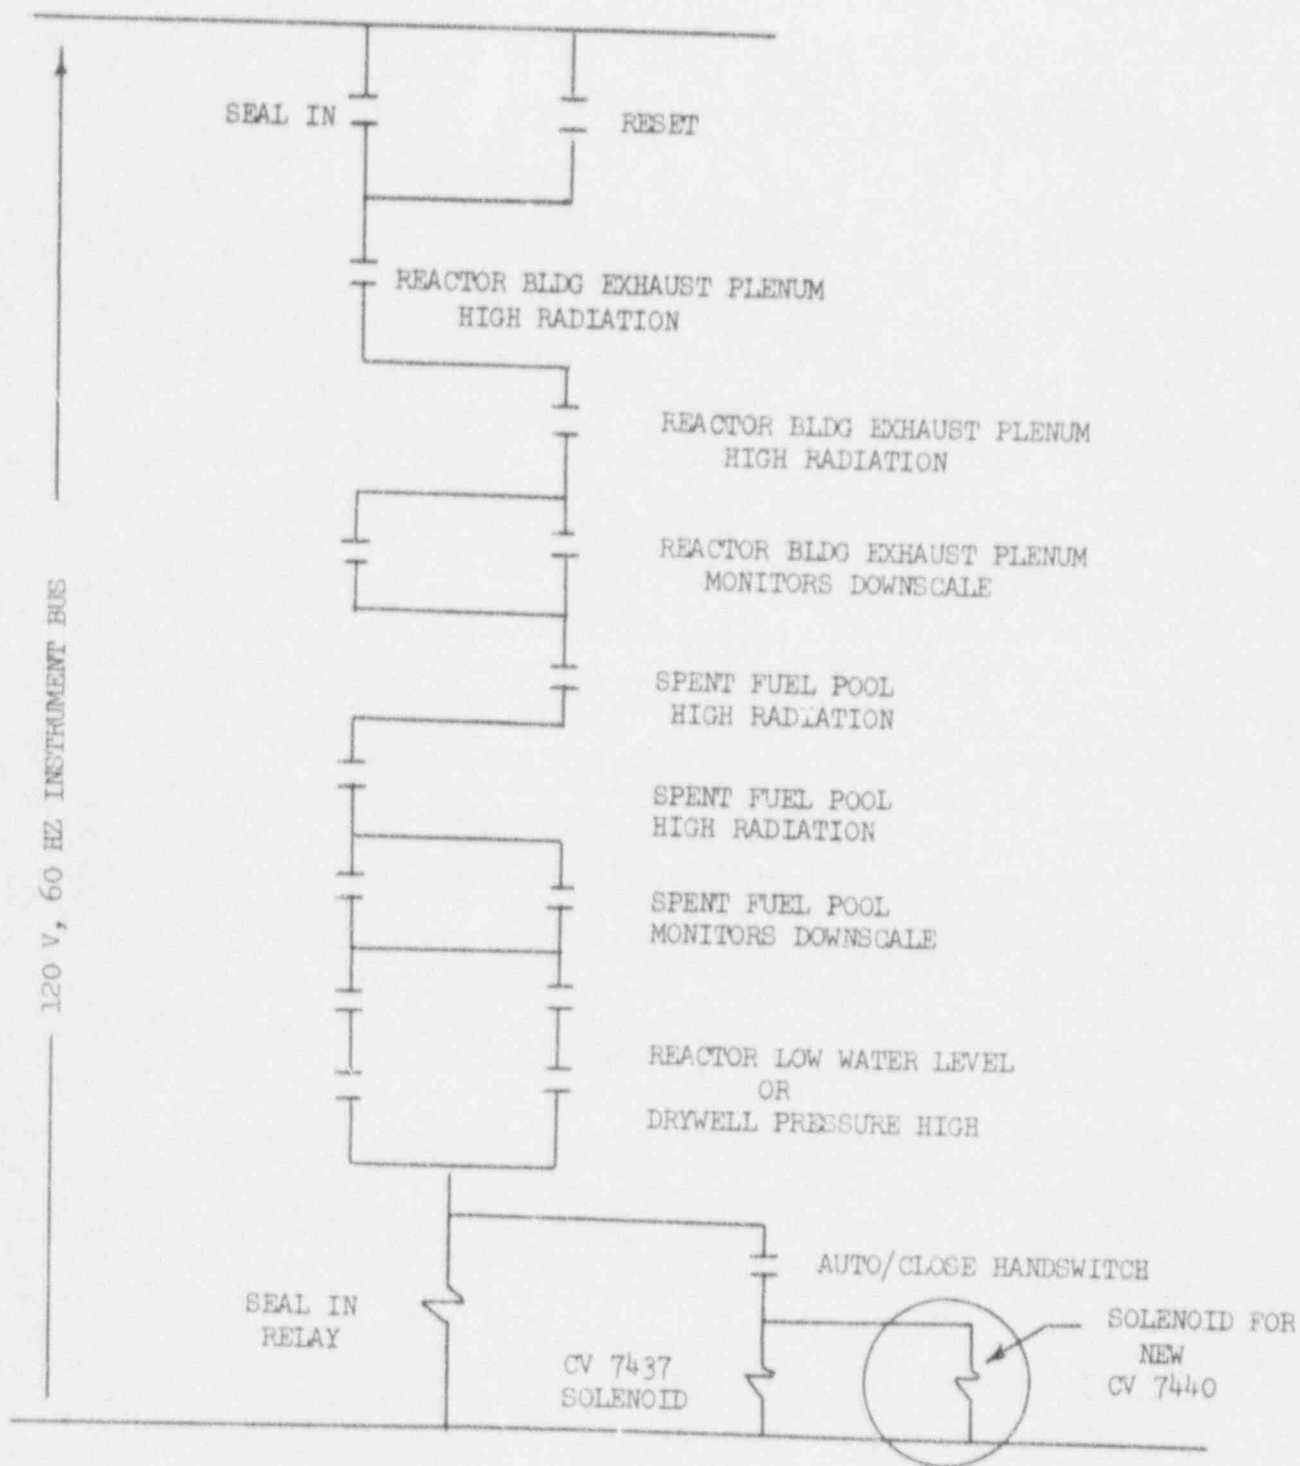 SEAL IN
RESET
REACTOR BLDG EXHAUST PLENUM
HIGH RADIATION
REACTOR BLDG EXHAUST PLENUM
HIGH RADIATION
REACTOR BLDG EXHAUST PLENUM
MONITORS DOWNSCALE
SPENT FUEL POOL
HIGH RADIATION
120 V, 60 HZ INSTRUMENT BUS
SPENT FUEL POOL
HIGH RADIATION
SPENT FUEL POOL
MONITORS DOWNSCALE
REACTOR LOW WATER LEVEL
OR
DRYWELL PRESSURE HIGH
AUTO/CLOSE HANDSWITCH
SEAL IN
RELAY
SOLENOID FOR
NEW
CV 7440
CV 7437
SOLENOID